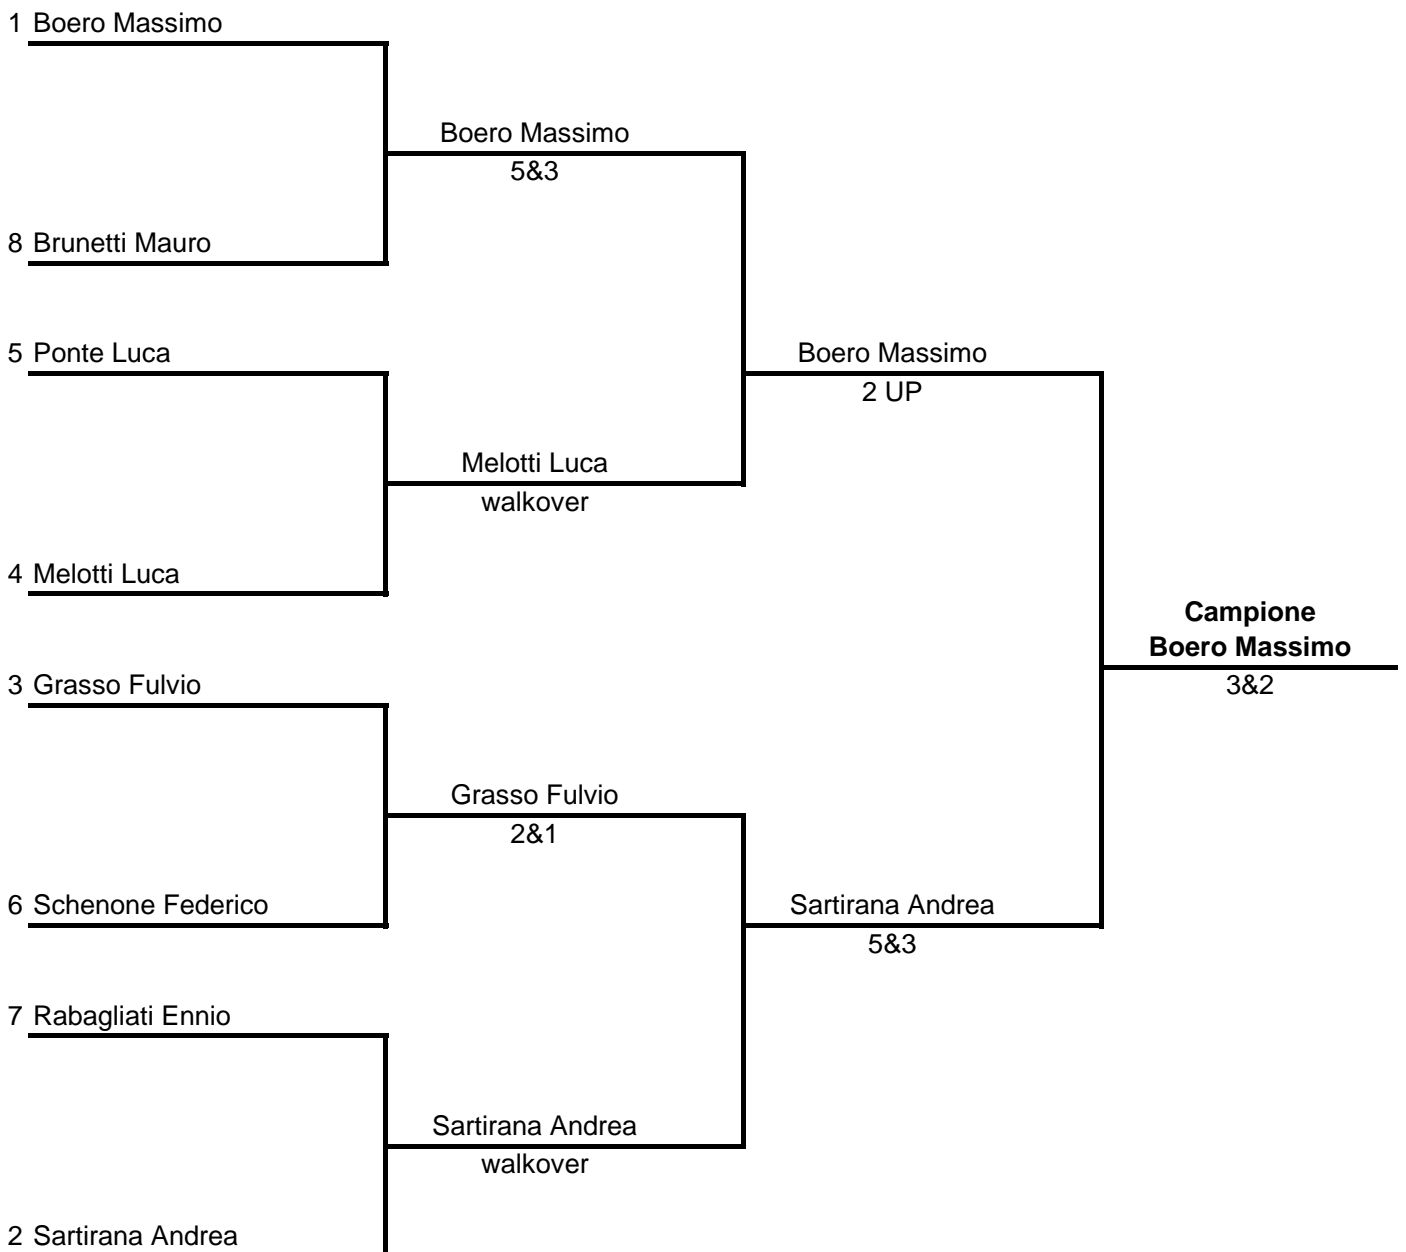 1 Boero Massimo
Boero Massimo
5&3
8 Brunetti Mauro
5 Ponte Luca
Boero Massimo
2 UP
Melotti Luca
walkover
4 Melotti Luca
Campione
Boero Massimo
3&2
3 Grasso Fulvio
Grasso Fulvio
2&1
6 Schenone Federico
Sartirana Andrea
5&3
7 Rabagliati Ennio
Sartirana Andrea
walkover
2 Sartirana Andrea